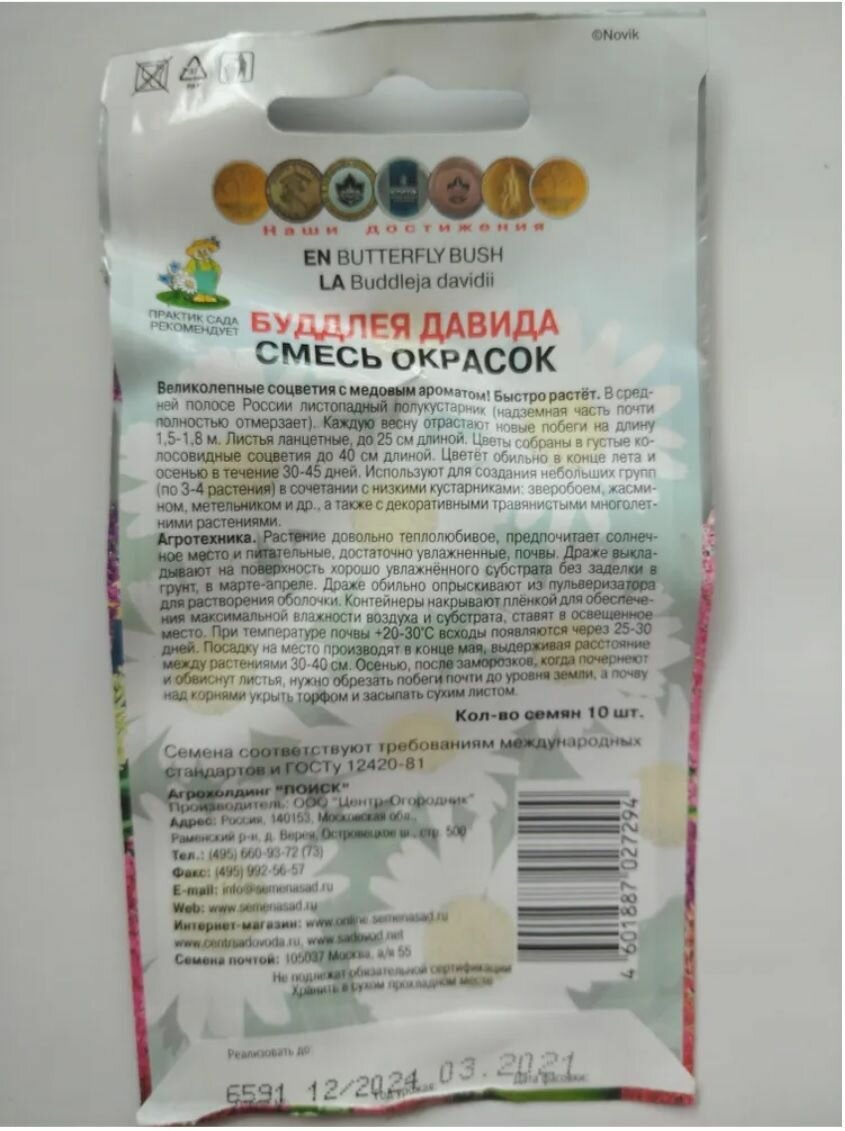 ©Novik
Наши достижения
EN BUTTERFLY BUSH
LA Buddleja davidii
ПРАКТИК САДА
РЕКОМЕНДУЕТ
БУДДЛЕЯ ДАВИДА
СМЕСЬ ОКРАСОК
Великолепные соцветия с медовым ароматом! Быстро растёт. В сред-
ней полосе России листопадный полукустарник (надземная часть почти
полностью отмерзает). Каждую весну отрастают новые побеги на длину
1,5-1,8 м. Листья ланцетные, до 25 см длиной. Цветы собраны в густые ко-
лосовидные соцветия до 40 см длиной. Цветёт обильно в конце лета и
осенью в течение 30-45 дней. Используют для создания небольших групп
(по 3-4 растения) в сочетании с низкими кустарниками: зверобоем, жасми-
ном, метельником и др., а также с декоративными травянистыми многолет-
ними растениями.
Агротехника. Растение довольно теплолюбивое, предпочитает солнеч-
ное место и питательные, достаточно увлажненные, почвы. Драже выкла-
дывают на поверхность хорошо увлажнённого субстрата без заделки в
грунт, в марте-апреле. Драже обильно опрыскивают из пульверизатора
для растворения оболочки. Контейнеры накрывают плёнкой для обеспече-
ния максимальной влажности воздуха и субстрата, ставят в освещенное
место. При температуре почвы +20-30°С всходы появляются через 25-30
дней. Посадку на место производят в конце мая, выдерживая расстояние
между растениями 30-40 см. Осенью, после заморозков, когда почернеют
и обвиснут листья, нужно обрезать побеги почти до уровня земли, а почву
над корнями укрыть торфом и засыпать сухим листом.
Кол-во семян 10 шт.
Семена соответствуют требованиям международных
стандартов и ГОСТу 12420-81
Агрохолдинг "ПОИСК"
Производитель: ООО "Центр-Огородник"
Адрес: Россия, 140153, Московская обл.,
Раменский р-н, д. Верея, Островецкое ш., стр. 500
Тел.: (495) 660-93-72 (73)
Факс: (495) 992-56-57
E-mail: info@semenasad.ru
Web: www.semenasad.ru
Интернет-магазин: www.online.semenasad.ru
www.centrsadovoda.ru, www.sadovod.net
Семена почтой: 105037 Москва, а/я 55
4 601887 027294
Не подлежат обязательной сертификации
Хранить в сухом прохладном месте
Реализовать до:
6591 12/2024 03.2021
Дата фасовки: